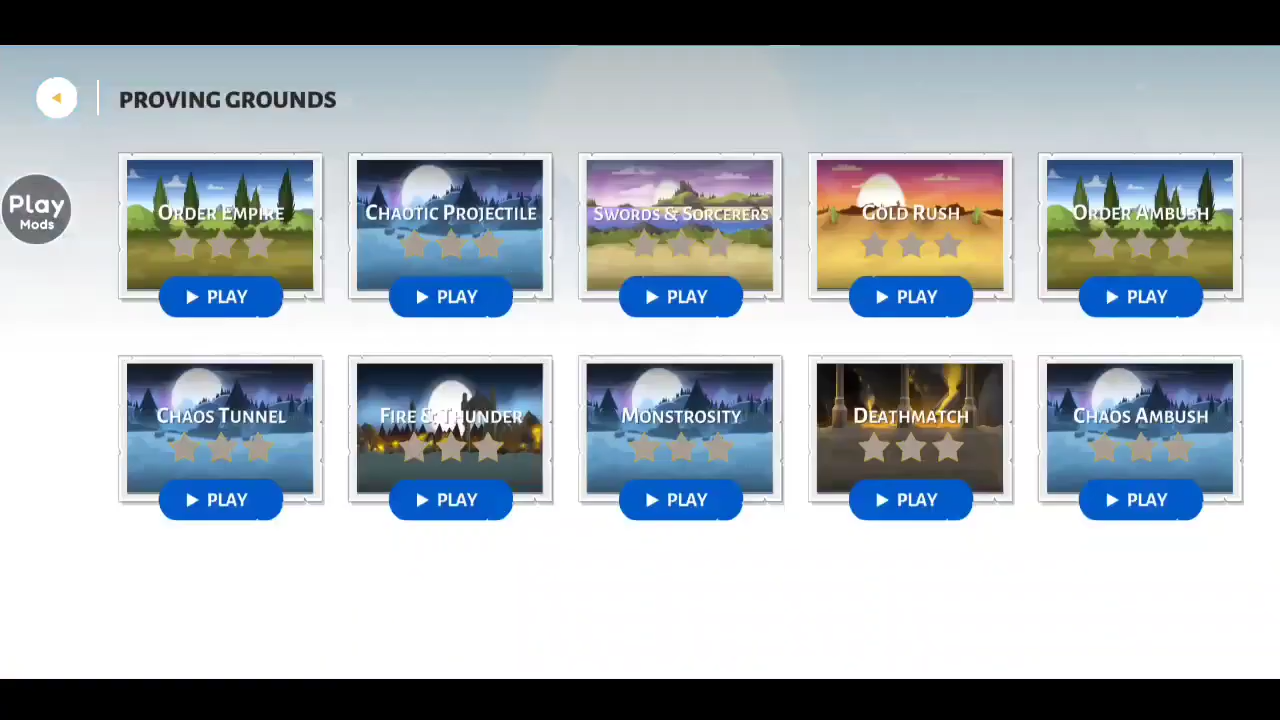 PROVING GROUNDS
Play
Mods
Order Empire
Chaotic Projectile
Swords & Sorcerers
Gold Rush
Order Ambush
PLAY
PLAY
PLAY
PLAY
PLAY
Chaos Tunnel
Fire & Thunder
Monstrosity
Deathmatch
Chaos Ambush
PLAY
PLAY
PLAY
PLAY
PLAY